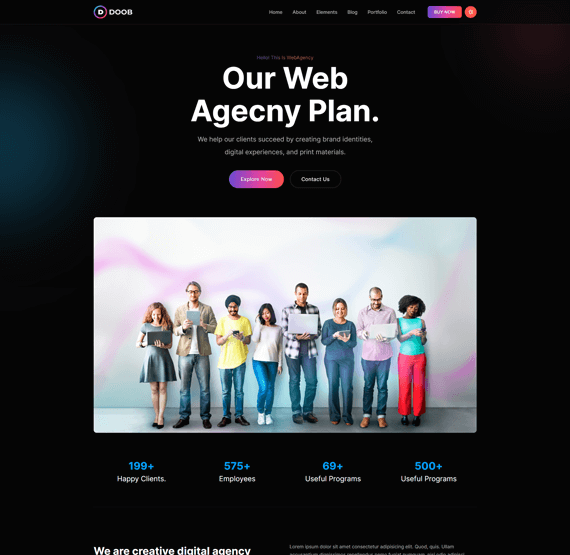 DOOB
Home About Elements Blog Portfolio Contact BUY NOW
Hello! This is WebAgency
Our Web
Agecny Plan.
We help our clients succeed by creating brand identities,
digital experiences, and print materials.
Explore Now Contact Us
199+ 575+ 69+ 500+
Happy Clients. Employees Useful Programs Useful Programs
We are creative digital agency
Lorem ipsum dolor sit amet consectetur adipisicing elit. Quod, quis. Ullam